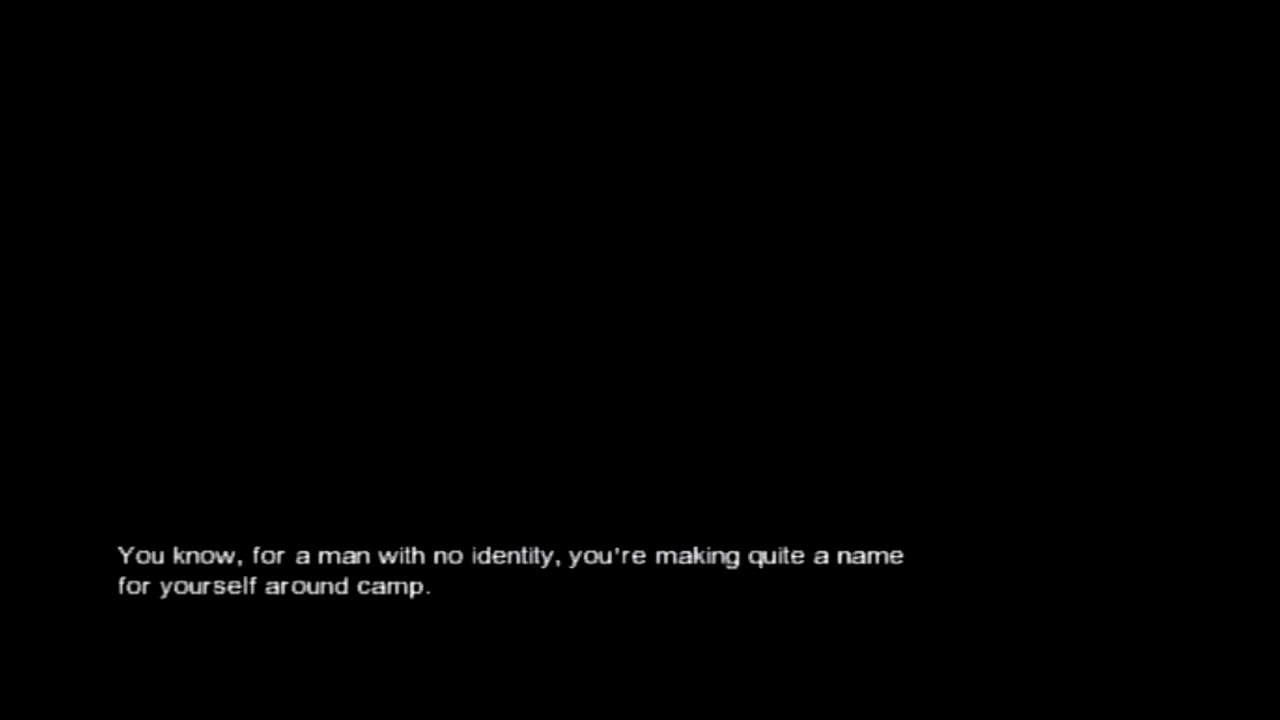 You know, for a man with no identity, you're making quite a name
for yourself around camp.